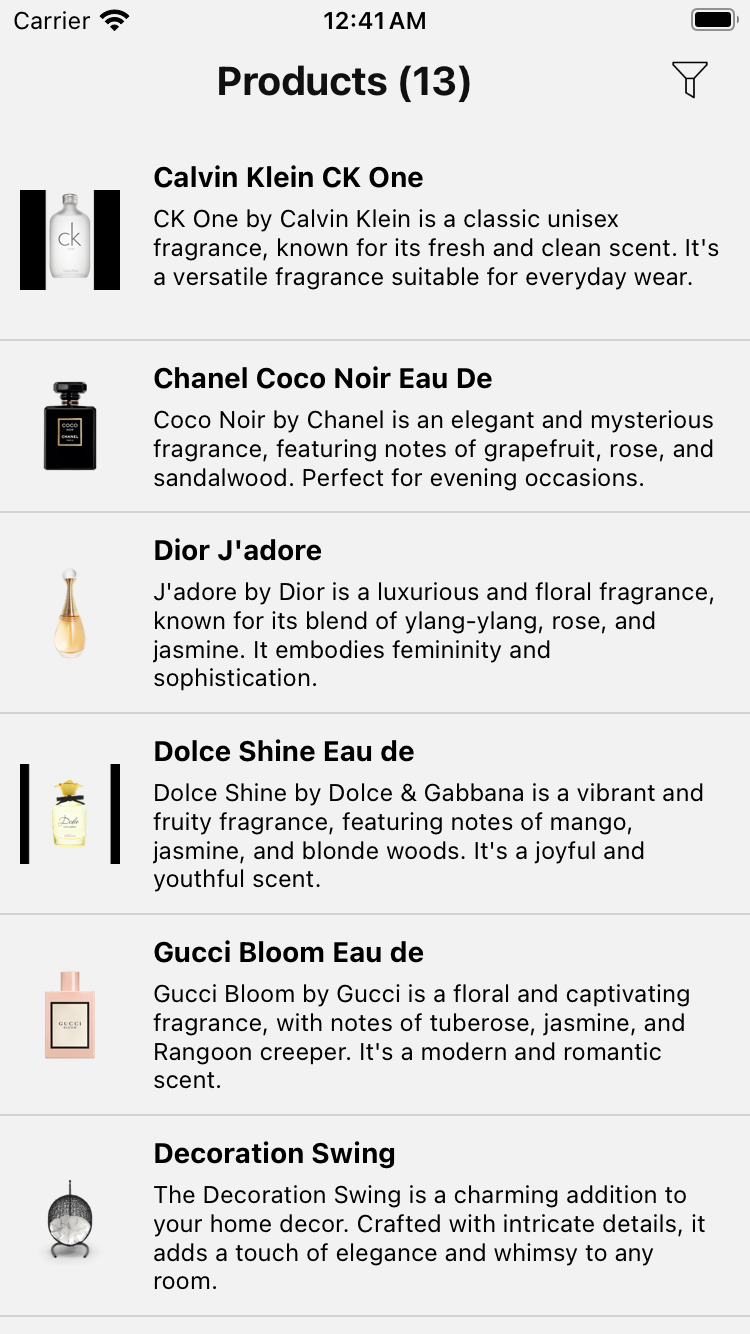 Carrier 12:41 AM
Products (13)
Calvin Klein CK One
CK One by Calvin Klein is a classic unisex
fragrance, known for its fresh and clean scent. It's
a versatile fragrance suitable for everyday wear.
ck
Chanel Coco Noir Eau De
Coco Noir by Chanel is an elegant and mysterious
fragrance, featuring notes of grapefruit, rose, and
sandalwood. Perfect for evening occasions.
COCO
CHANEL
Dior J'adore
J'adore by Dior is a luxurious and floral fragrance,
known for its blend of ylang-ylang, rose, and
jasmine. It embodies femininity and
sophistication.
Dolce Shine Eau de
Dolce Shine by Dolce & Gabbana is a vibrant and
fruity fragrance, featuring notes of mango,
jasmine, and blonde woods. It's a joyful and
youthful scent.
Dolce
Gucci Bloom Eau de
Gucci Bloom by Gucci is a floral and captivating
fragrance, with notes of tuberose, jasmine, and
Rangoon creeper. It's a modern and romantic
scent.
GUCCI
Decoration Swing
The Decoration Swing is a charming addition to
your home decor. Crafted with intricate details, it
adds a touch of elegance and whimsy to any
room.